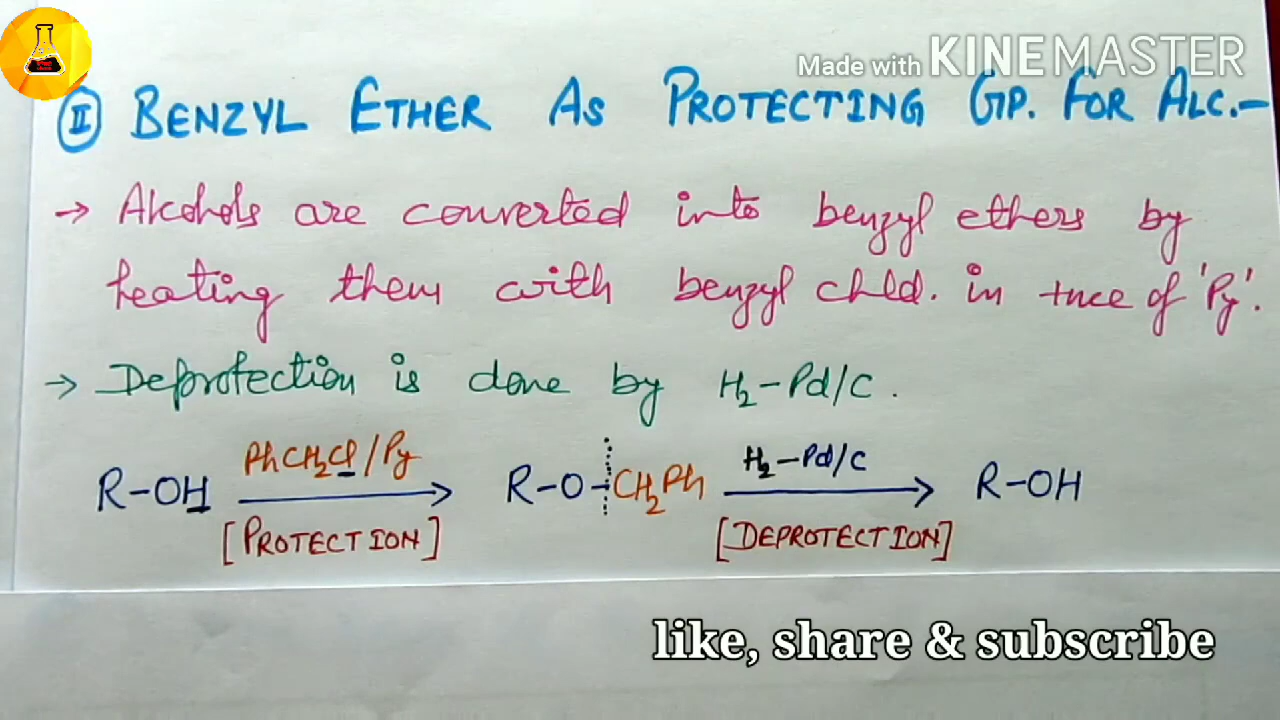 Made with KINEMASTER
II BENZYL ETHER AS PROTECTING GP. FOR ALC.-
→ Alcohols are converted into benzyl ethers by
heating them with benzyl chld. in tnce of 'Py'.
→ Deprotection is done by H₂-Pd/C.
R-OH PhCH₂Cl/Py R-O-CH₂Ph H₂-Pd/C R-OH
[PROTECTION] [DEPROTECTION]
like, share & subscribe